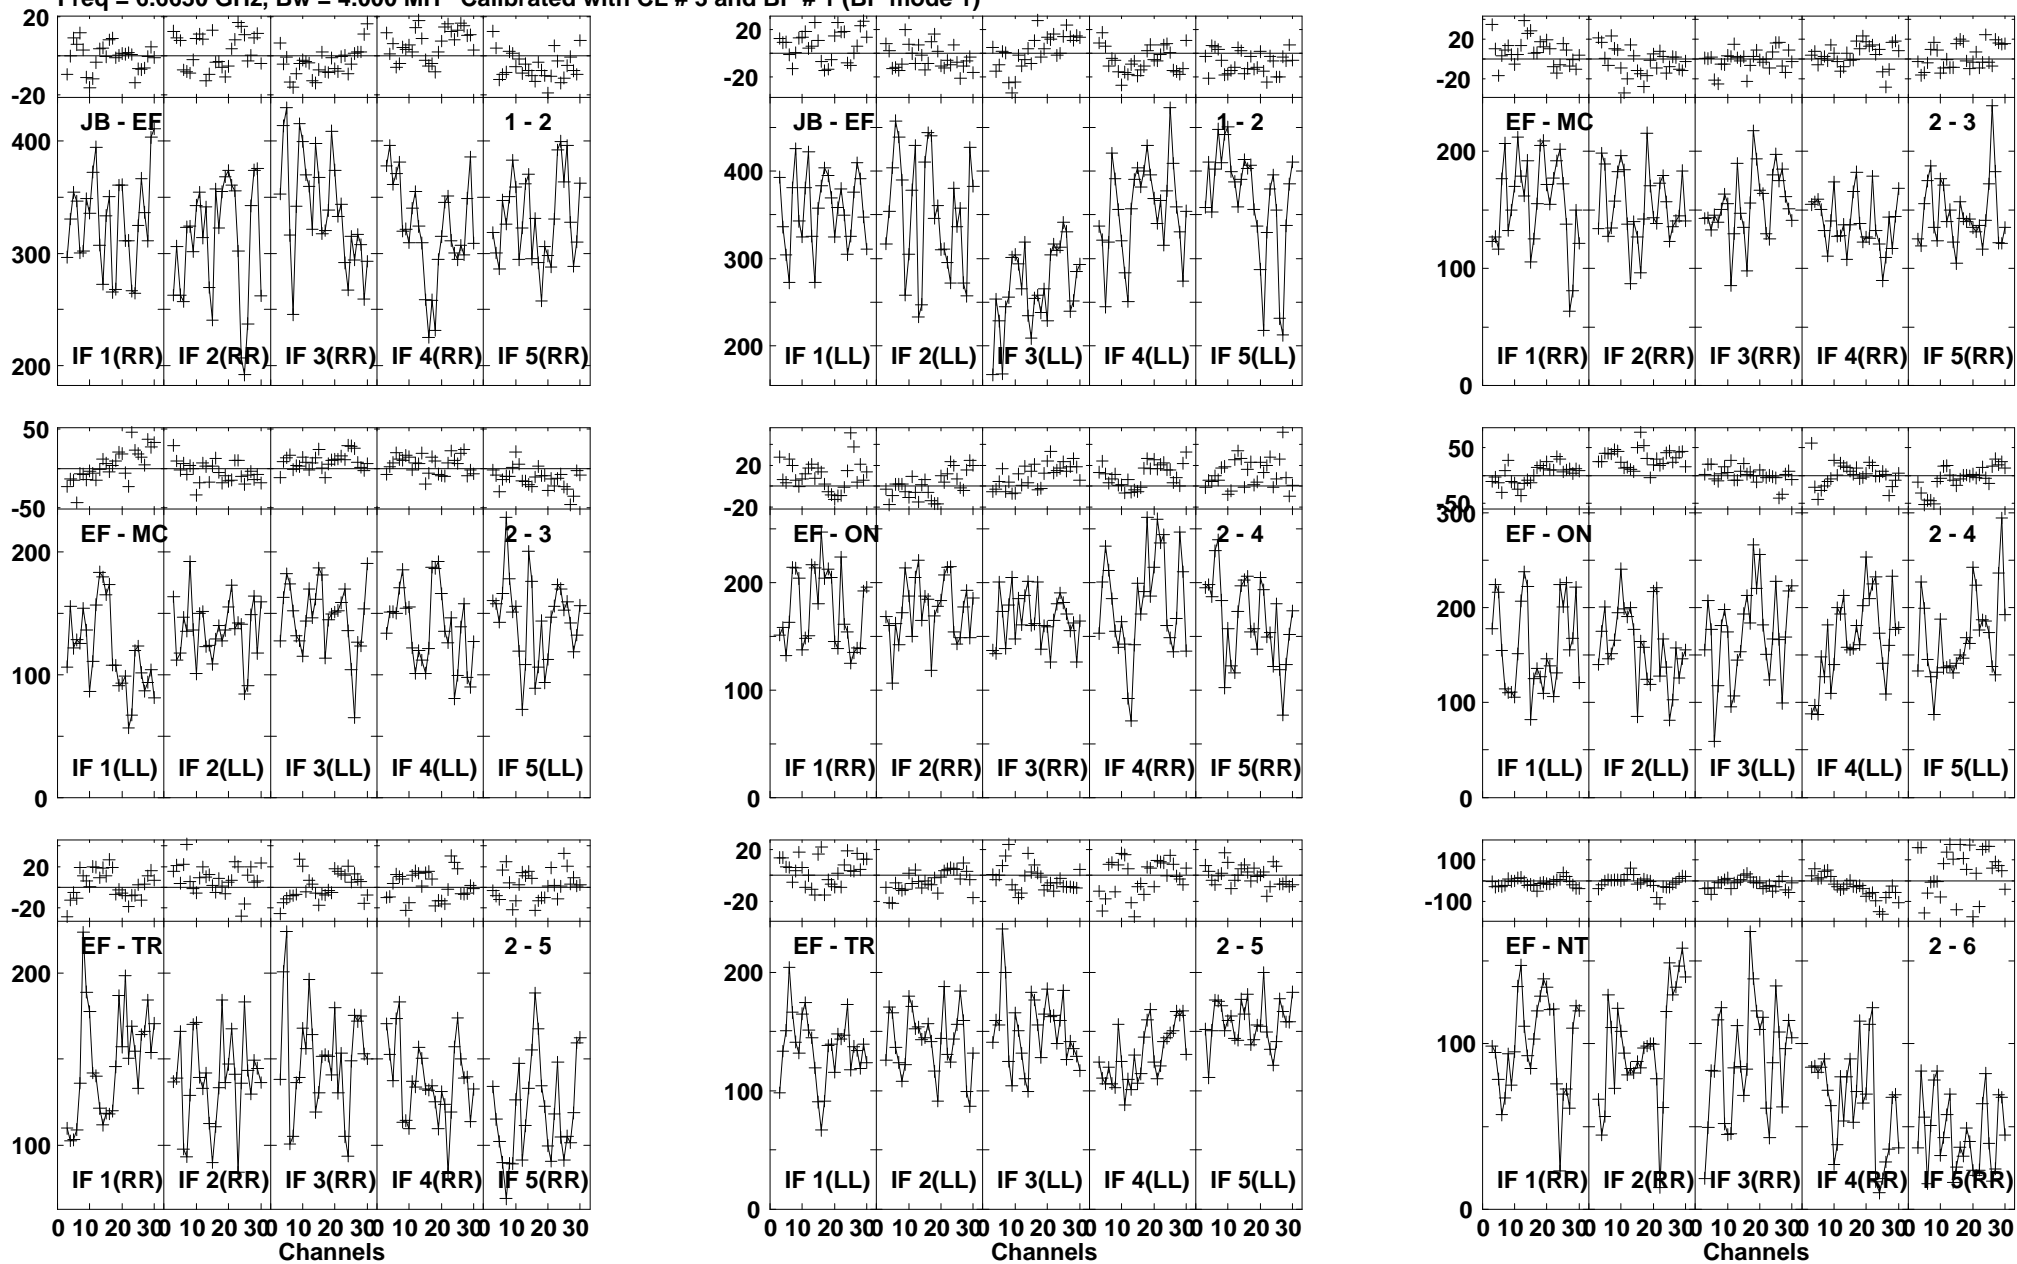 Calibrated with CL # 3 and BP # 1 (BP mode 1)
20
-20
JB - EF 1 - 2
400
300
200
IF 1(RR) IF 2(RR) IF 3(RR) IF 4(RR) IF 5(RR)
20
-20
JB - EF 1 - 2
400
300
200
IF 1(LL) IF 2(LL) IF 3(LL) IF 4(LL) IF 5(LL)
20
-20
EF - MC 2 - 3
200
100
0
IF 1(RR) IF 2(RR) IF 3(RR) IF 4(RR) IF 5(RR)
50
-50
EF - MC 2 - 3
200
100
0
IF 1(LL) IF 2(LL) IF 3(LL) IF 4(LL) IF 5(LL)
20
-20
EF - ON 2 - 4
200
100
0
IF 1(RR) IF 2(RR) IF 3(RR) IF 4(RR) IF 5(RR)
50
-50
300
EF - ON 2 - 4
200
100
0
IF 1(LL) IF 2(LL) IF 3(LL) IF 4(LL) IF 5(LL)
20
-20
EF - TR 2 - 5
200
100
IF 1(RR) IF 2(RR) IF 3(RR) IF 4(RR) IF 5(RR)
0 10 20 30 0 10 20 30 0 10 20 30 0 10 20 30 0 10 20 30
Channels
20
-20
EF - TR 2 - 5
200
100
0
IF 1(LL) IF 2(LL) IF 3(LL) IF 4(LL) IF 5(LL)
0 10 20 30 0 10 20 30 0 10 20 30 0 10 20 30 0 10 20 30
Channels
100
-100
EF - NT 2 - 6
100
0
IF 1(RR) IF 2(RR) IF 3(RR) IF 4(RR) IF 5(RR)
0 10 20 30 0 10 20 30 0 10 20 30 0 10 20 30 0 10 20 30
Channels